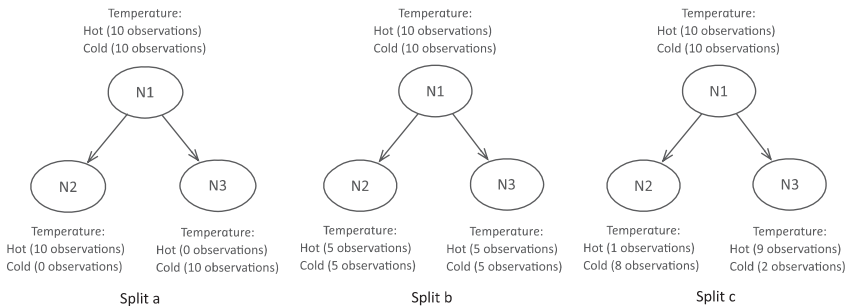 Temperature:
Hot (10 observations)
Cold (10 observations)
N1
N2
N3
Temperature:
Hot (10 observations)
Cold (0 observations)
Temperature:
Hot (0 observations)
Cold (10 observations)
Split a
Temperature:
Hot (10 observations)
Cold (10 observations)
N1
N2
N3
Temperature:
Hot (5 observations)
Cold (5 observations)
Temperature:
Hot (5 observations)
Cold (5 observations)
Split b
Temperature:
Hot (10 observations)
Cold (10 observations)
N1
N2
N3
Temperature:
Hot (1 observations)
Cold (8 observations)
Temperature:
Hot (9 observations)
Cold (2 observations)
Split c